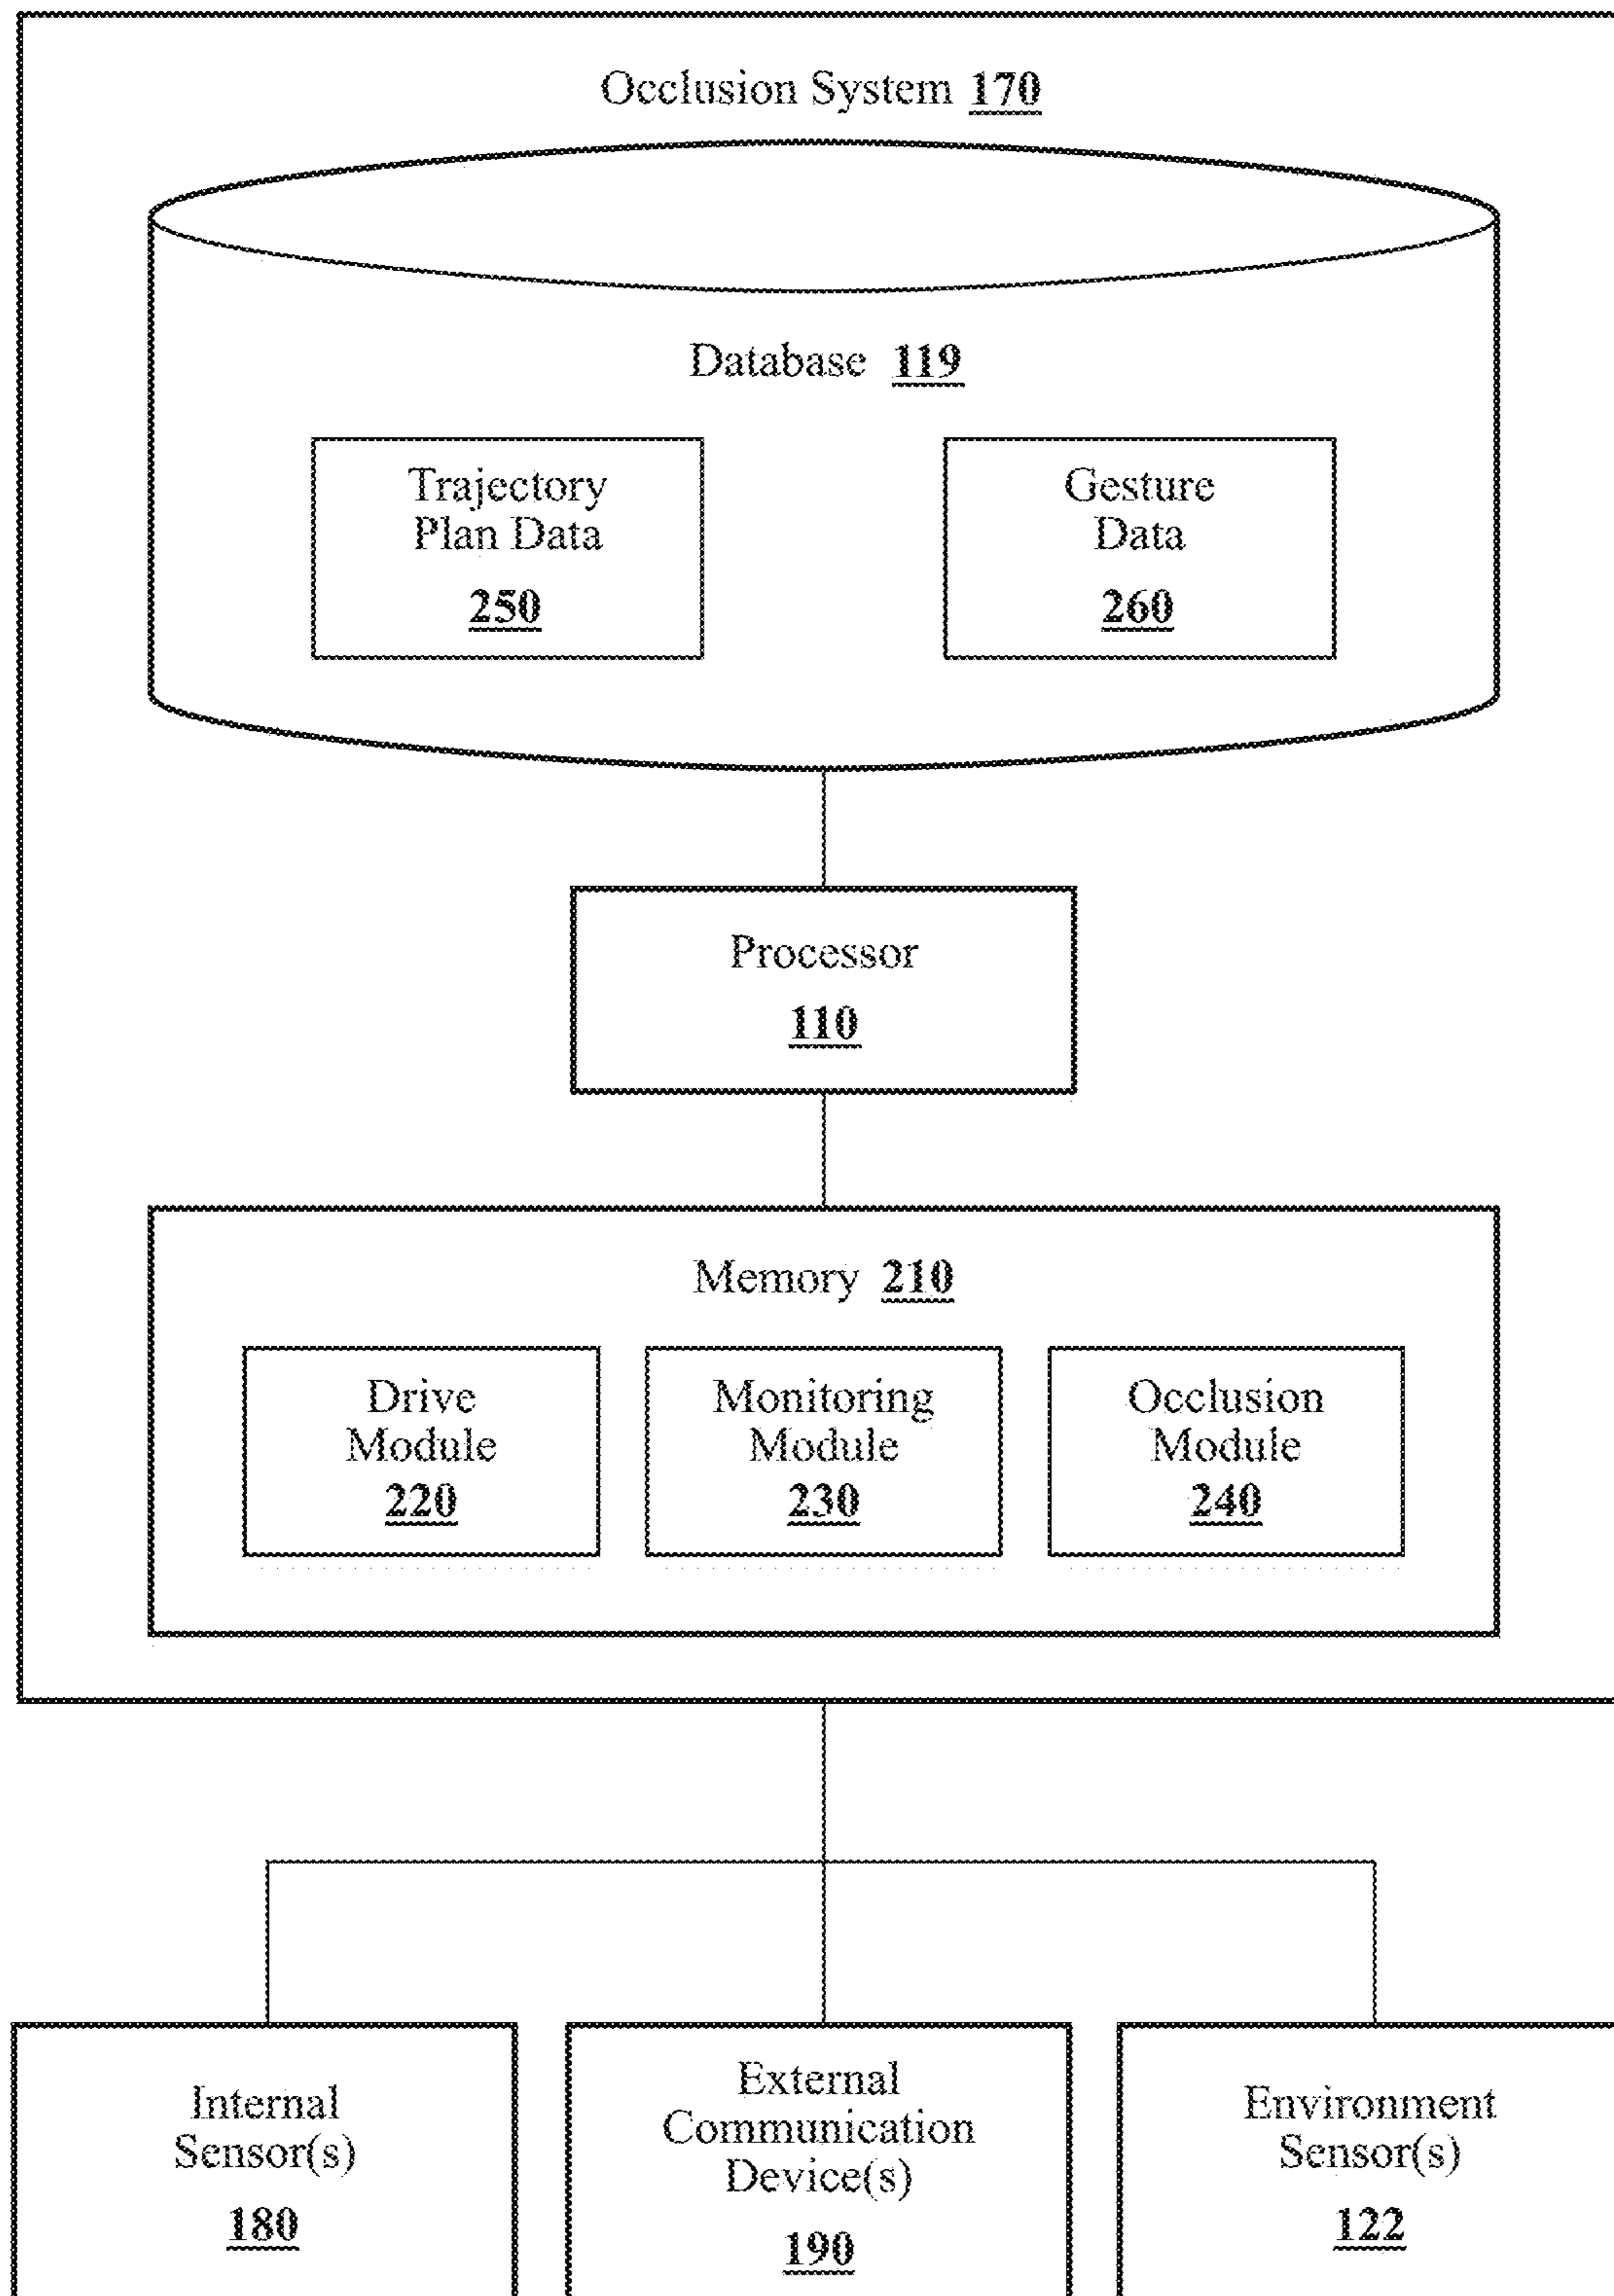 Occlusion System 170
Database 119
Trajectory
Plan Data
250
Gesture
Data
260
Processor
110
Memory 210
Drive
Module
220
Monitoring
Module
230
Occlusion
Module
240
Internal
Sensor(s)
180
External
Communication
Device(s)
190
Environment
Sensor(s)
122